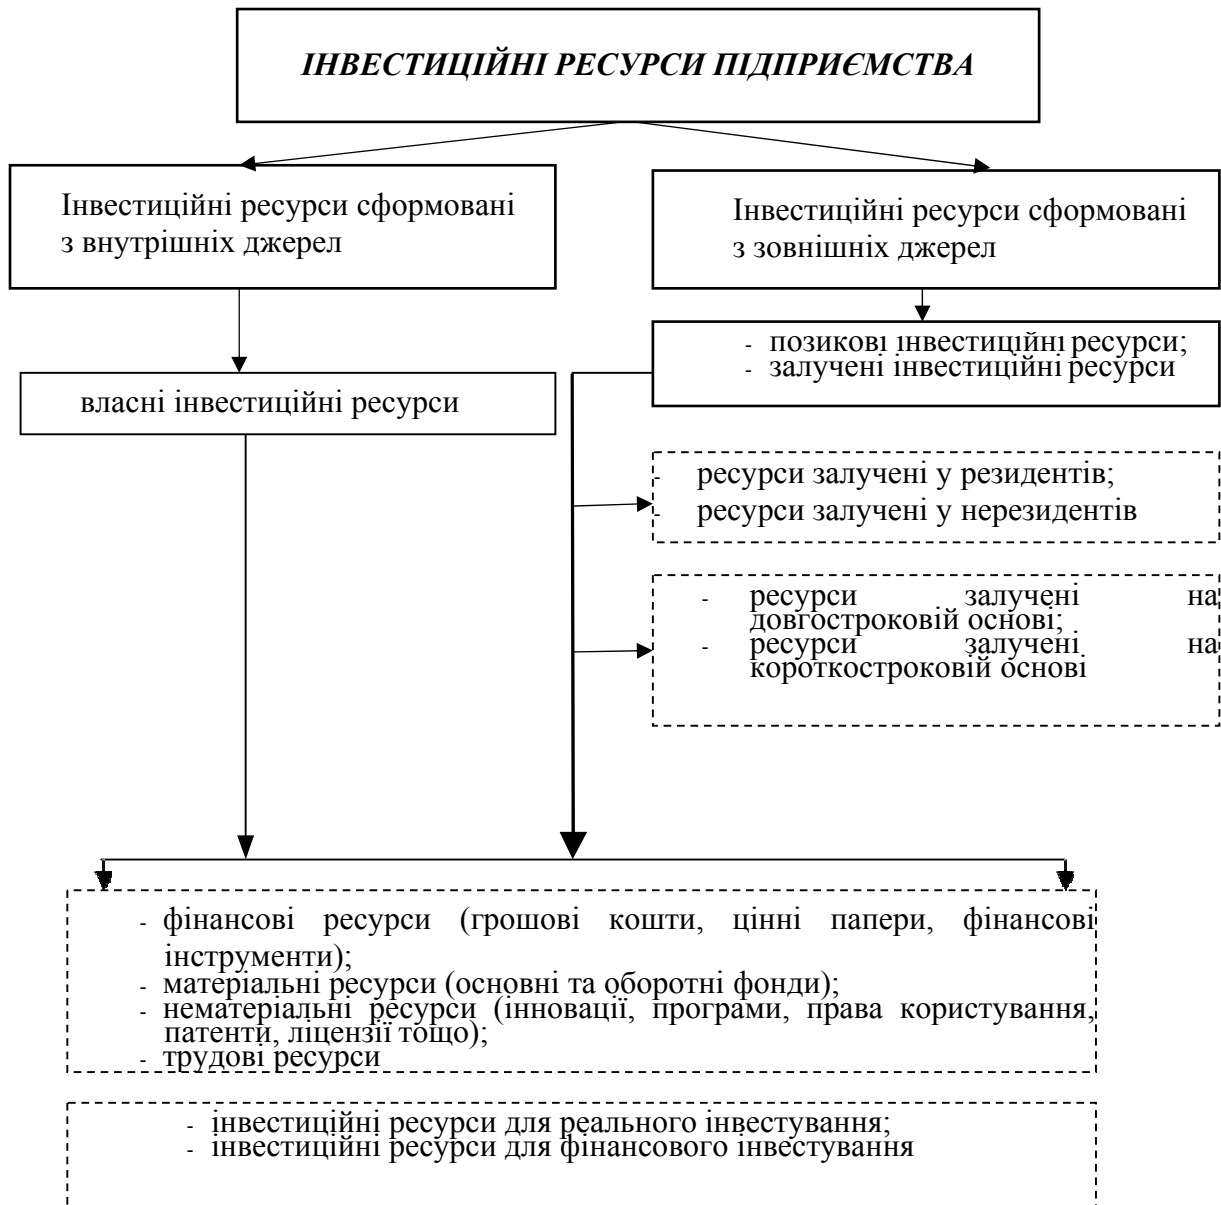 ІНВЕСТИЦІЙНІ РЕСУРСИ ПІДПРИЄМСТВА
Інвестиційні ресурси сформовані
з внутрішніх джерел
Інвестиційні ресурси сформовані
з зовнішніх джерел
- позикові інвестиційні ресурси;
- залучені інвестиційні ресурси
власні інвестиційні ресурси
- ресурси залучені у резидентів;
- ресурси залучені у нерезидентів
- ресурси залучені на
довгостроковій основі;
- ресурси залучені на
короткостроковій основі
- фінансові ресурси (грошові кошти, цінні папери, фінансові
інструменти);
- матеріальні ресурси (основні та оборотні фонди);
- нематеріальні ресурси (інновації, програми, права користування,
патенти, ліцензії тощо);
- трудові ресурси
- інвестиційні ресурси для реального інвестування;
- інвестиційні ресурси для фінансового інвестування